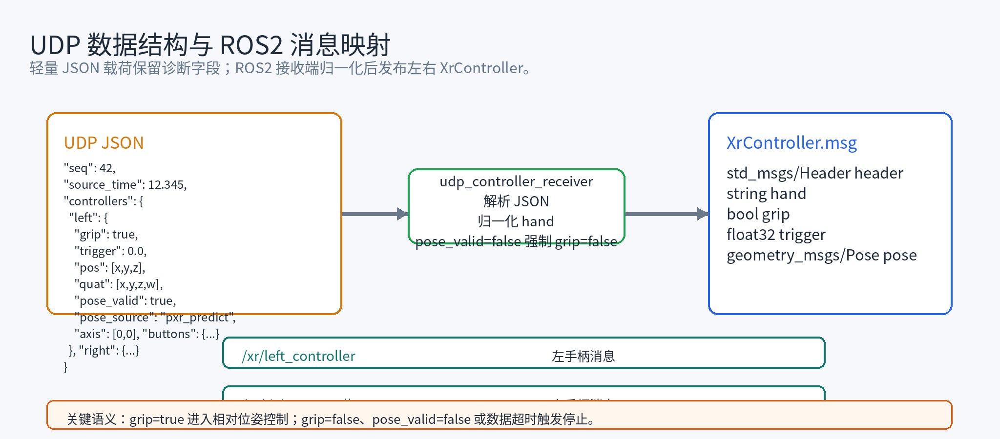 UDP 数据结构与 ROS2 消息映射
轻量 JSON 载荷保留诊断字段；ROS2 接收端归一化后发布左右 XrController。
UDP JSON
"seq": 42,
"source_time": 12.345,
"controllers": {
"left": {
"grip": true,
"trigger": 0.0,
"pos": [x,y,z],
"quat": [x,y,z,w],
"pose_valid": true,
"pose_source": "pxr_predict",
"axis": [0,0], "buttons": {...}
}, "right": {...}
}
udp_controller_receiver
解析 JSON
归一化 hand
pose_valid=false 强制 grip=false
XrController.msg
std_msgs/Header header
string hand
bool grip
float32 trigger
geometry_msgs/Pose pose
/xr/left_controller
左手柄消息
关键语义：grip=true 进入相对位姿控制；grip=false、pose_valid=false 或数据超时触发停止。